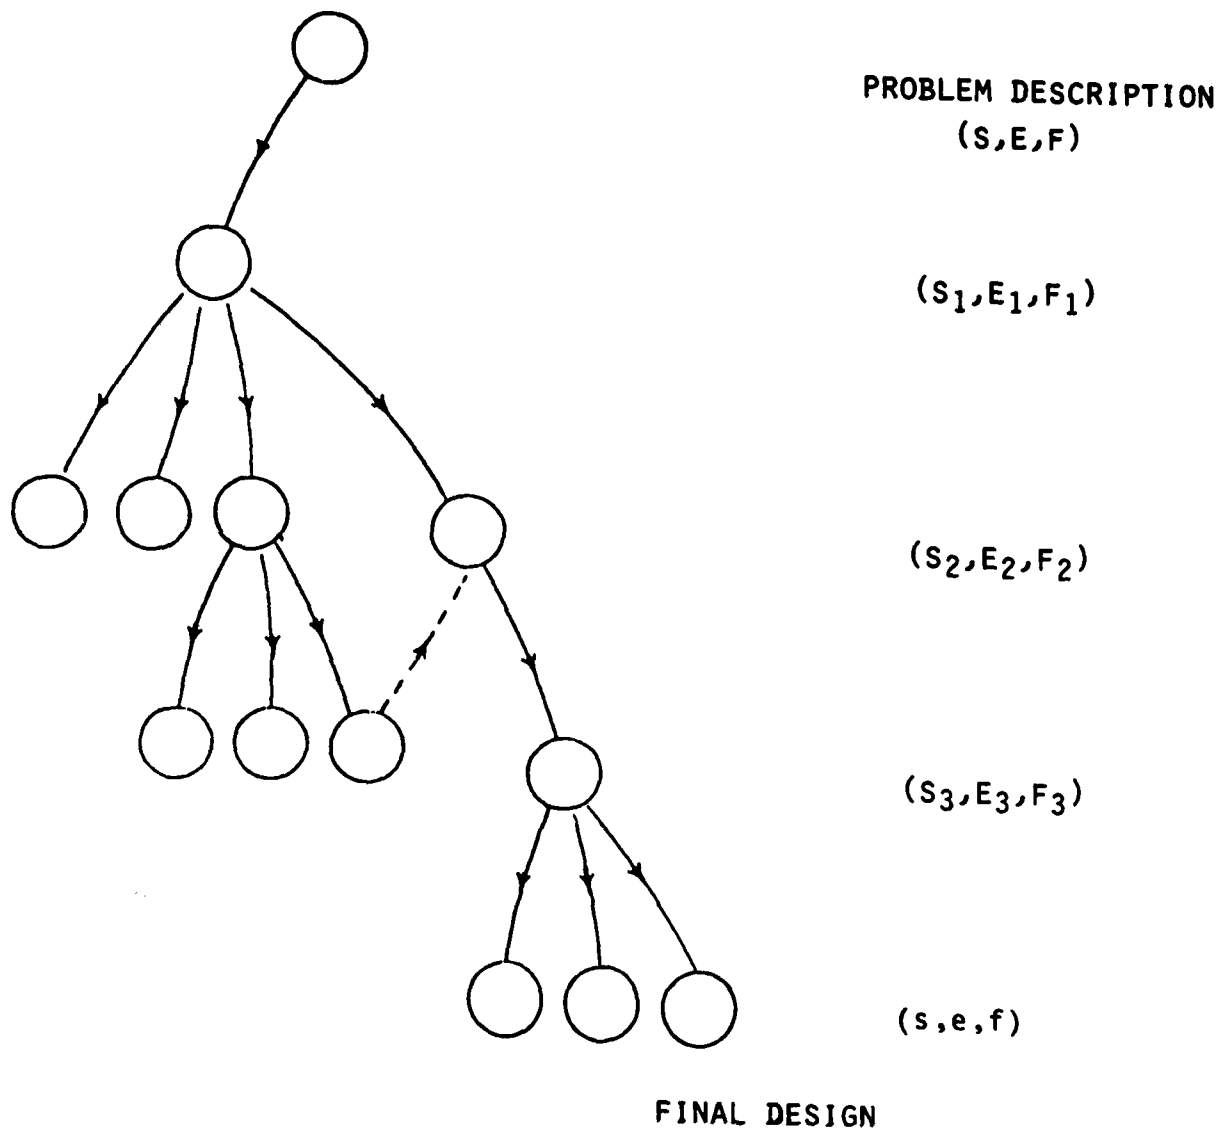 PROBLEM DESCRIPTION
(S,E,F)
(S1,E1,F1)
(S2,E2,F2)
(S3,E3,F3)
(s,e,f)
FINAL DESIGN